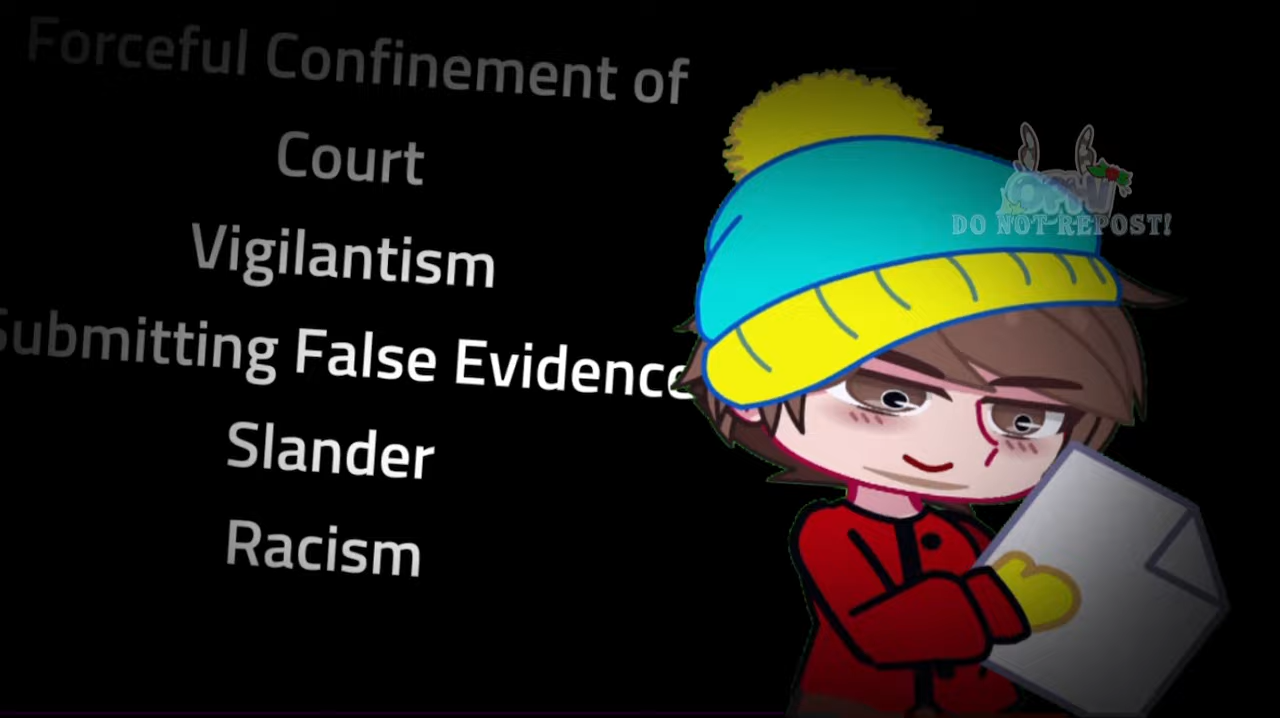 Forceful Confinement of
Court
Vigilantism
Submitting False Evidence
Slander
Racism
DO NOT REPOST!